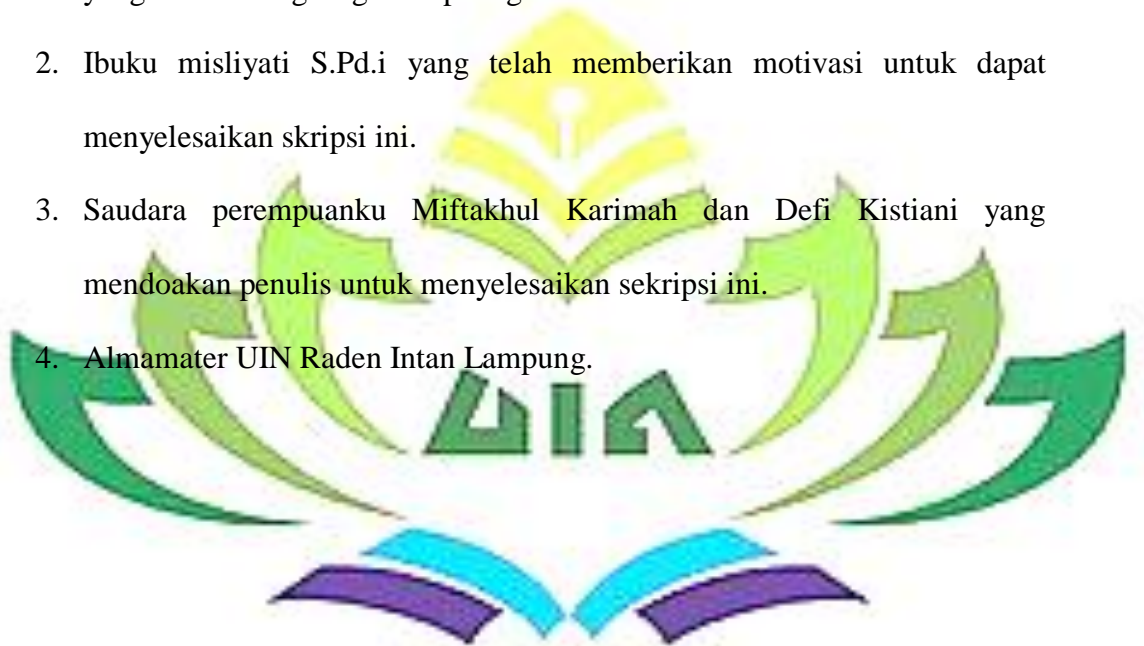 2. Ibuku misliyati S.Pd.i yang telah memberikan motivasi untuk dapat
menyelesaikan skripsi ini.
3. Saudara perempuanku Miftakhul Karimah dan Defi Kistiani yang
mendoakan penulis untuk menyelesaikan sekripsi ini.
4. Almamater UIN Raden Intan Lampung.
UIN